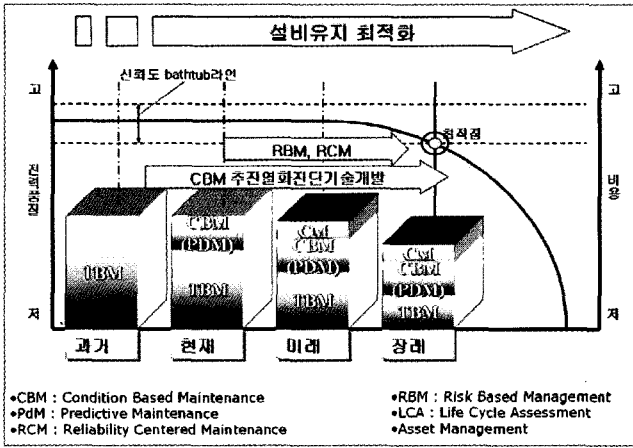 설비유지 최적화
고
신뢰도 bathtub라인
고
최적점
RBM, RCM
CBM 추진열화진단기술개발
전력품질
비용
TBM
CBM
(PDM)
TBM
CM
CBM
(PDM)
TBM
CM
CBM
(PDM)
TBM
저
저
과거
현재
미래
장래
•CBM : Condition Based Maintenance
•PdM : Predictive Maintenance
•RCM : Reliability Centered Maintenance
•RBM : Risk Based Management
•LCA : Life Cycle Assessment
•Asset Management